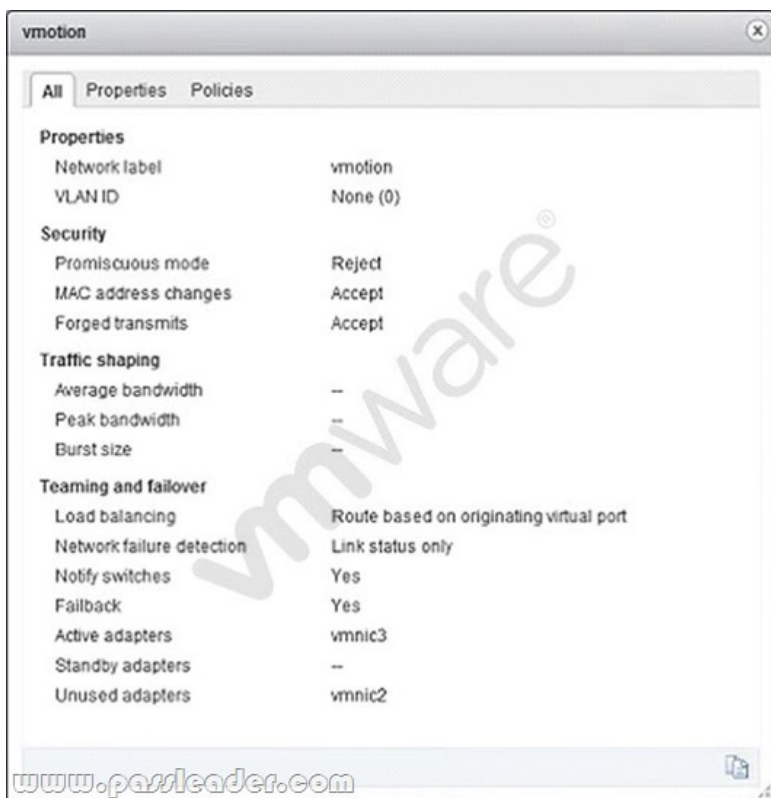 vmotion
All Properties Policies
Properties
Network label vmotion
VLAN ID None (0)
Security
Promiscuous mode Reject
MAC address changes Accept
Forged transmits Accept
Traffic shaping
Average bandwidth --
Peak bandwidth --
Burst size --
Teaming and failover
Load balancing Route based on originating virtual port
Network failure detection Link status only
Notify switches Yes
Failback Yes
Active adapters vmnic3
Standby adapters --
Unused adapters vmnic2
vmware®
www.passleader.com